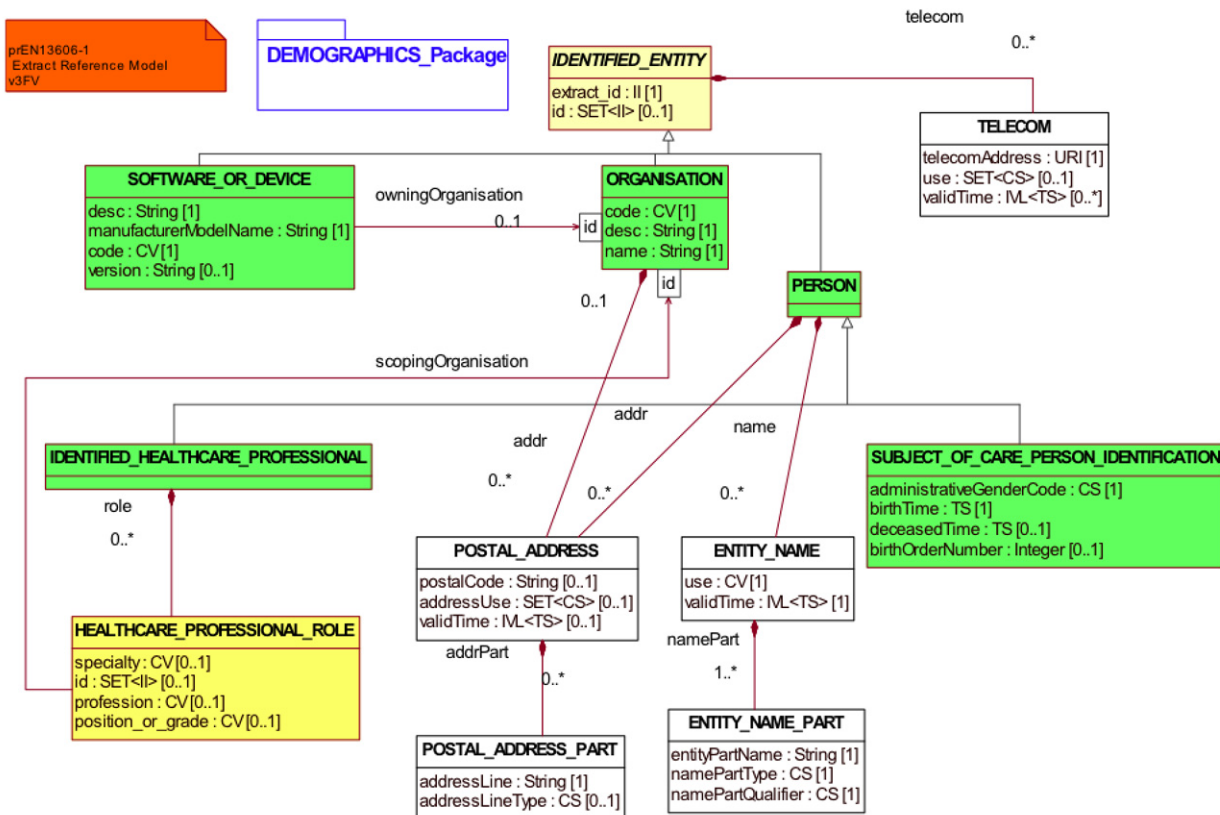 prEN13606-1
Extract Reference Model
v3FV
DEMOGRAPHICS_Package
telecom
0..*
IDENTIFIED_ENTITY
extract_id : II [1]
id : SET<II> [0..1]
TELECOM
telecomAddress : URI [1]
use : SET<CS> [0..1]
validTime : IVL<TS> [0..*]
SOFTWARE_OR_DEVICE
desc : String [1]
manufacturerModelName : String [1]
code : CV [1]
version : String [0..1]
owningOrganisation
0..1
id
ORGANISATION
code : CV [1]
desc : String [1]
name : String [1]
id
0..1
PERSON
scopingOrganisation
addr
0..*
addr
0..*
name
0..*
IDENTIFIED_HEALTHCARE_PROFESSIONAL
role
0..*
SUBJECT_OF_CARE_PERSON_IDENTIFICATION
administrativeGenderCode : CS [1]
birthTime : TS [1]
deceasedTime : TS [0..1]
birthOrderNumber : Integer [0..1]
POSTAL_ADDRESS
postalCode : String [0..1]
addressUse : SET<CS> [0..1]
validTime : IVL<TS> [0..1]
ENTITY_NAME
use : CV [1]
validTime : IVL<TS> [1]
HEALTHCARE_PROFESSIONAL_ROLE
specialty : CV [0..1]
id : SET<II> [0..1]
profession : CV [0..1]
position_or_grade : CV [0..1]
addrPart
0..*
namePart
1..*
POSTAL_ADDRESS_PART
addressLine : String [1]
addressLineType : CS [0..1]
ENTITY_NAME_PART
entityPartName : String [1]
namePartType : CS [1]
namePartQualifier : CS [1]